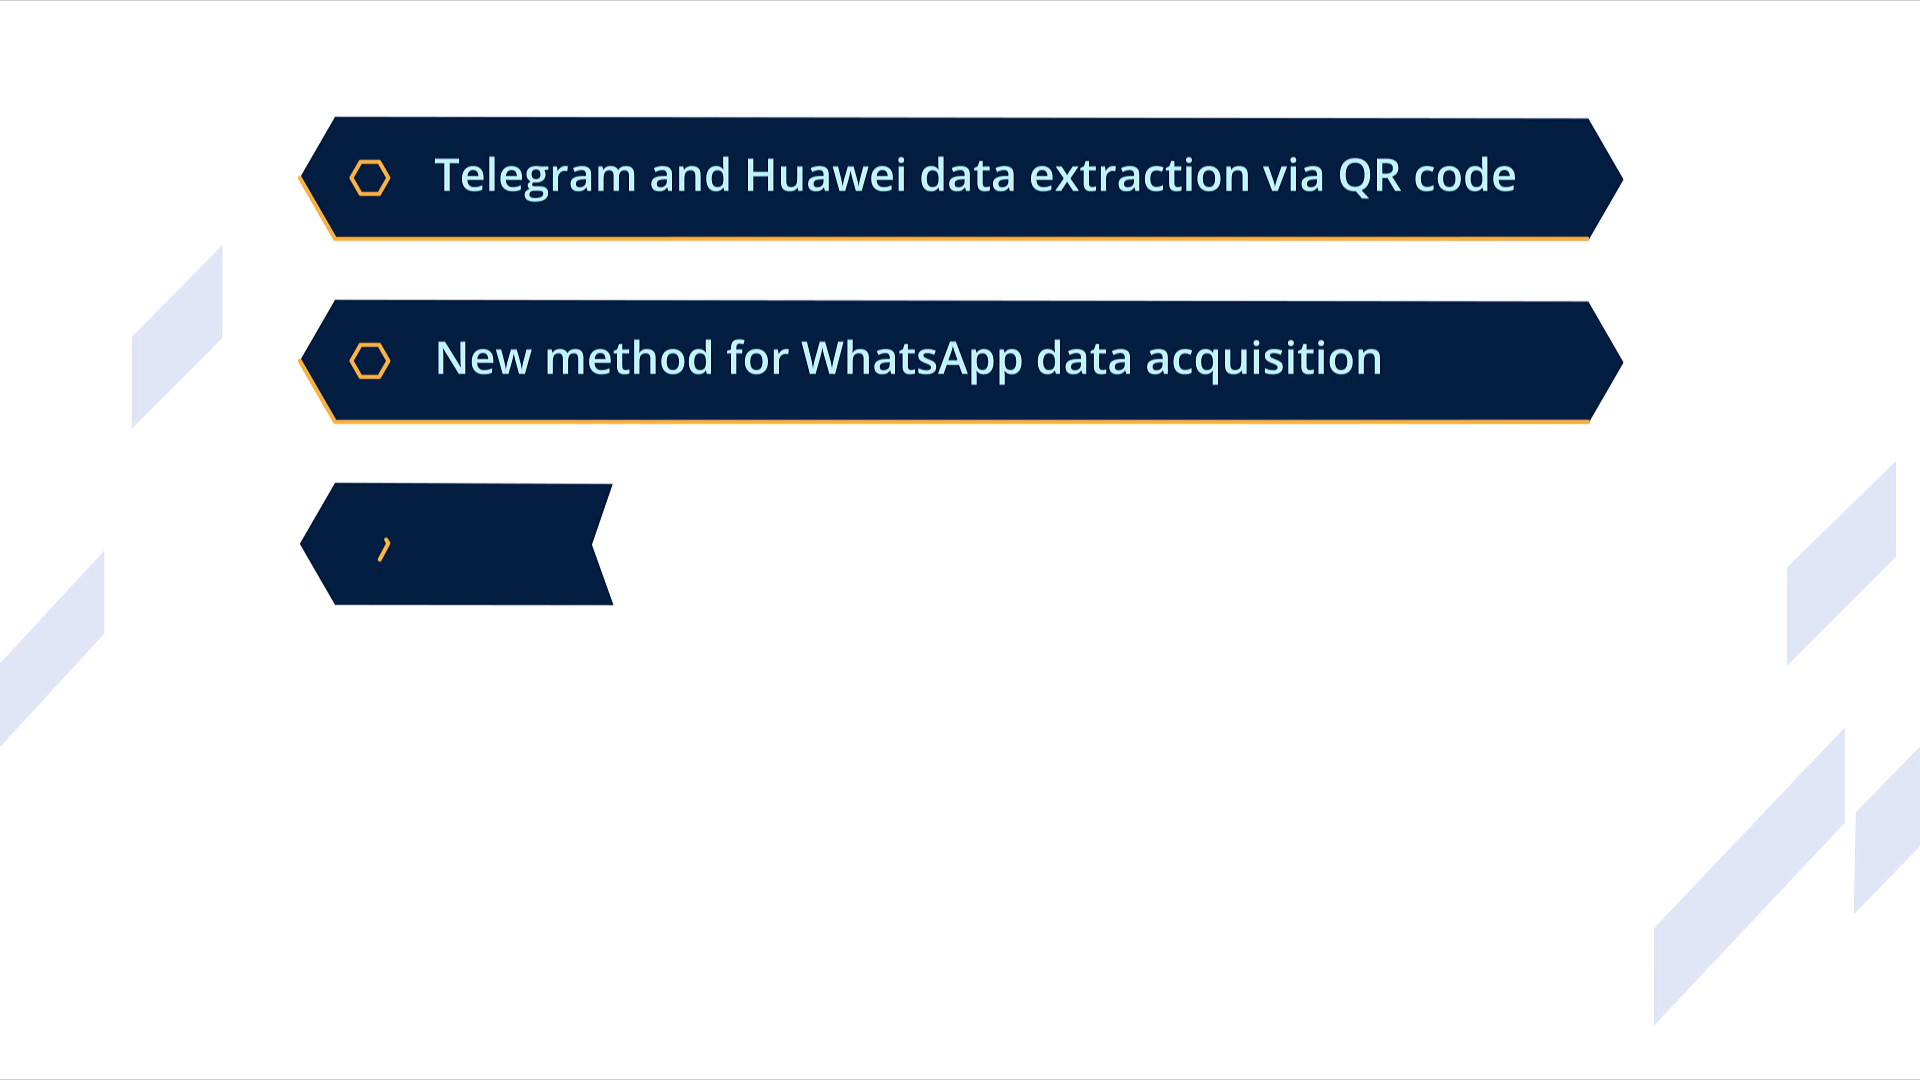 Telegram and Huawei data extraction via QR code
New method for WhatsApp data acquisition